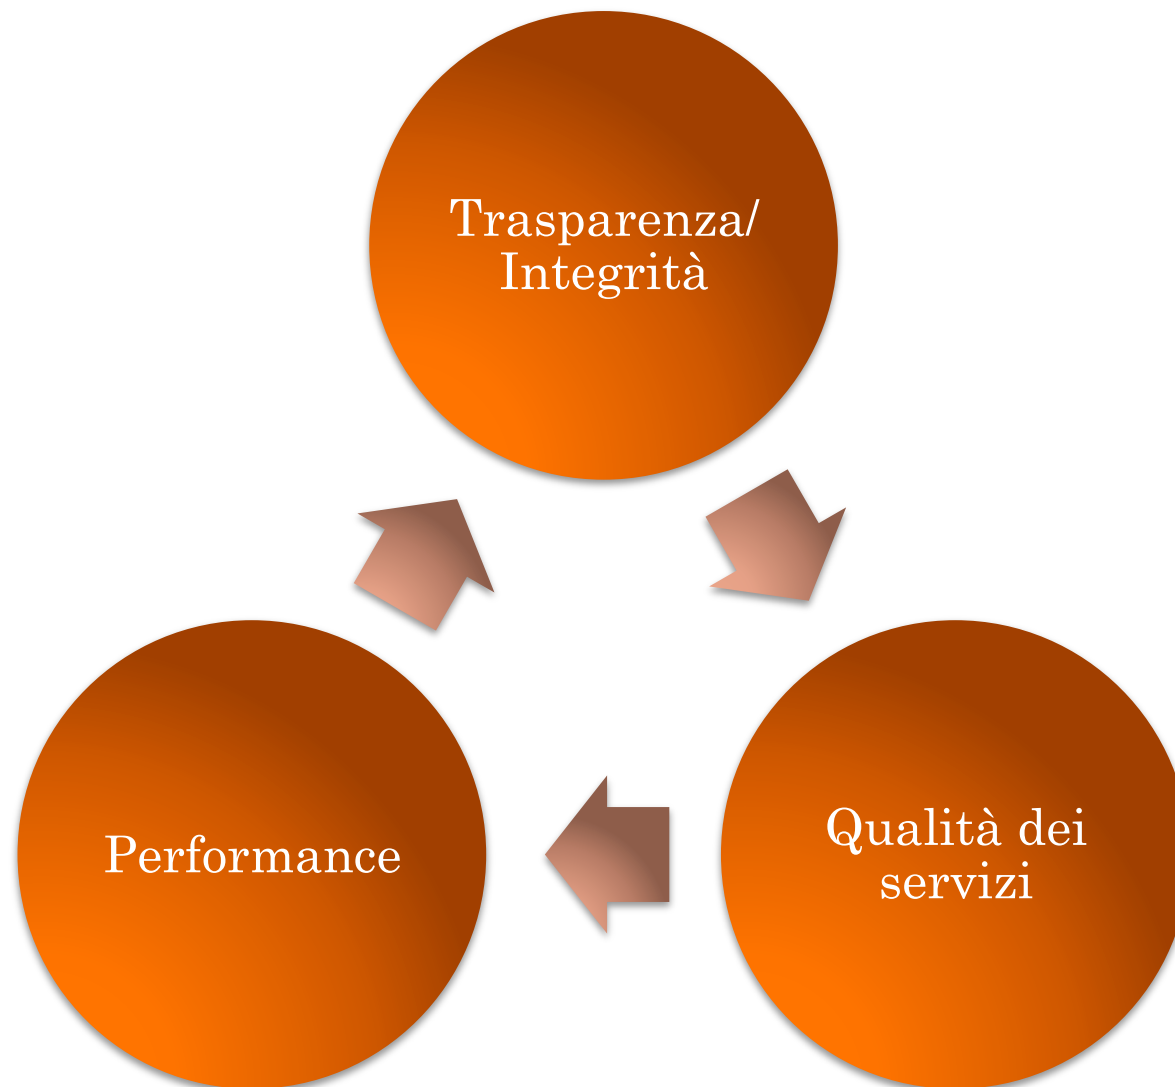 Trasparenza/
Integrità
Performance
Qualità dei
servizi